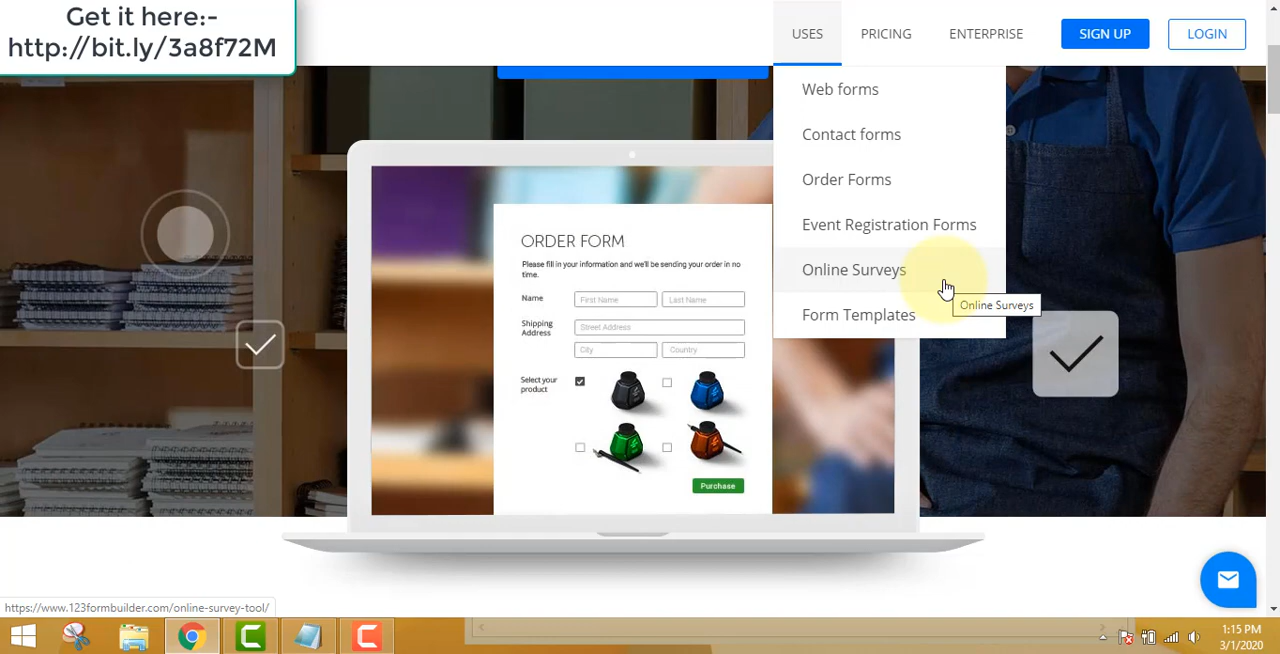 Get it here:-
http://bit.ly/3a8f72M
USES
PRICING
ENTERPRISE
SIGN UP
LOGIN
Web forms
Contact forms
Order Forms
Event Registration Forms
Online Surveys
Online Surveys
Form Templates
ORDER FORM
Please fill in your information and we'll be sending your order in no
time.
Name
First Name
Last Name
Shipping
Address
Street Address
City
Country
Select your
product
Purchase
https://www.123formbuilder.com/online-survey-tool/
1:15 PM
3/1/2020